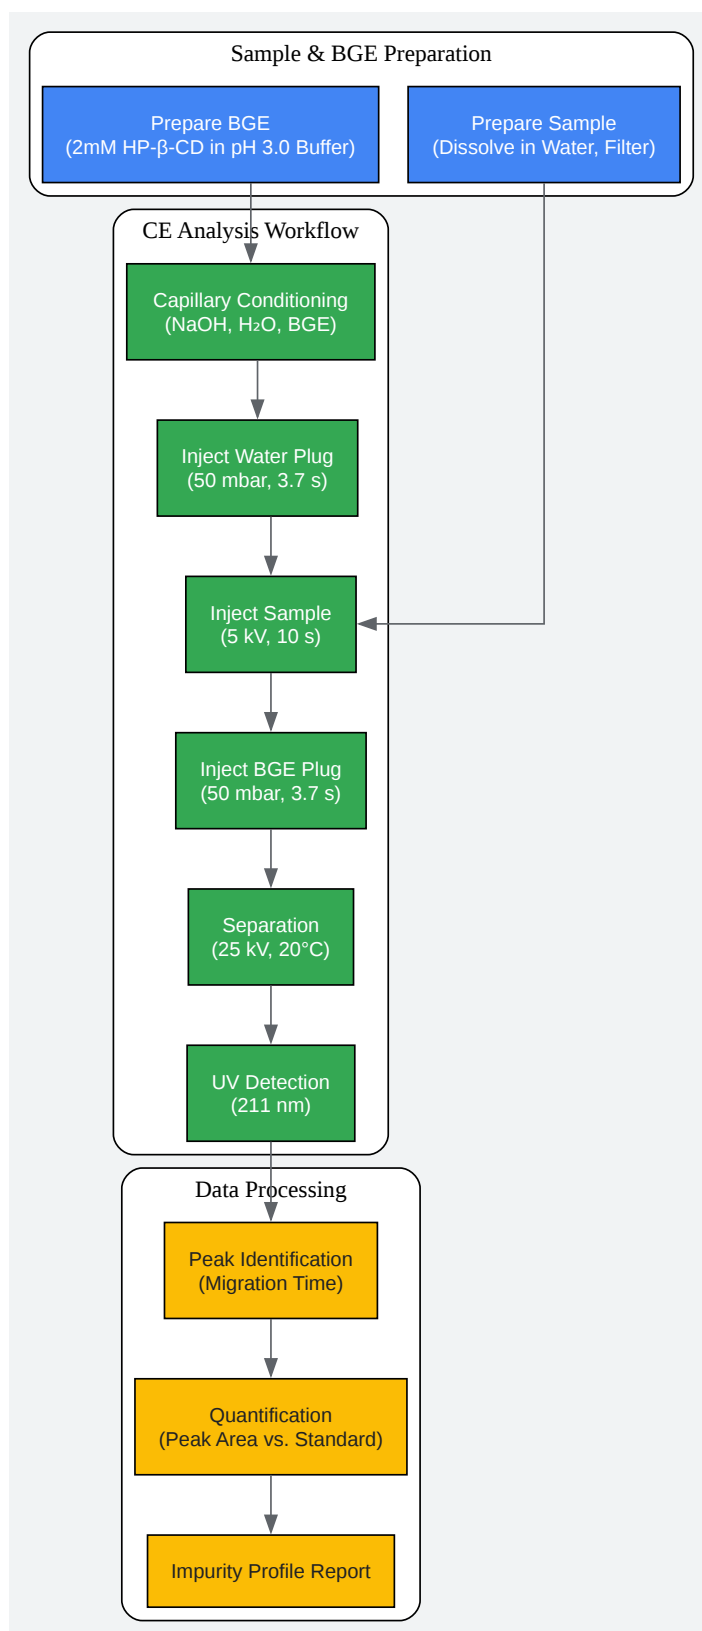 Sample & BGE Preparation
Prepare BGE
(2mM HP-β-CD in pH 3.0 Buffer)
Prepare Sample
(Dissolve in Water, Filter)
CE Analysis Workflow
Capillary Conditioning
(NaOH, H₂O, BGE)
Inject Water Plug
(50 mbar, 3.7 s)
Inject Sample
(5 kV, 10 s)
Inject BGE Plug
(50 mbar, 3.7 s)
Separation
(25 kV, 20°C)
UV Detection
(211 nm)
Data Processing
Peak Identification
(Migration Time)
Quantification
(Peak Area vs. Standard)
Impurity Profile Report